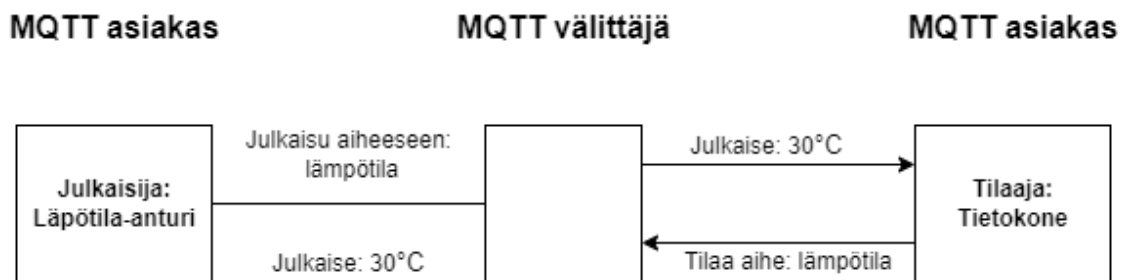 MQTT asiakas
MQTT välittäjä
MQTT asiakas
Julkaisija:
Läpötila-anturi
Julkaisu aiheeseen:
lämpötila
Julkaise: 30°C
Julkaise: 30°C
Tilaa aihe: lämpötila
Tilaaja:
Tietokone